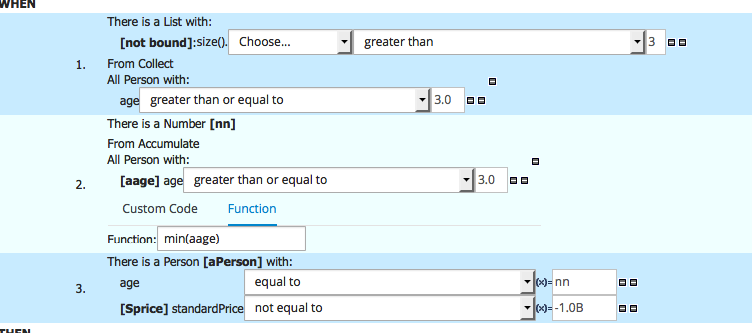 WHEN
There is a List with:
[not bound]:size(). Choose... greater than 3
1. From Collect
All Person with:
age greater than or equal to 3.0
There is a Number [nn]
From Accumulate
All Person with:
2. [aage] age greater than or equal to 3.0
Custom Code Function
Function: min(aage)
There is a Person [aPerson] with:
age equal to (x)= nn
3.
[Sprice] standardPrice not equal to (x)= -1.0B
THEN